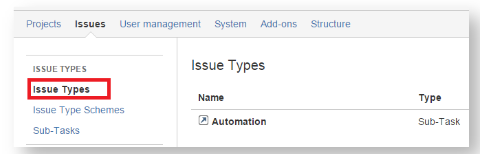 Projects Issues User management System Add-ons Structure
ISSUE TYPES
Issue Types
Issue Type Schemes
Sub-Tasks
Issue Types
Name Type
Automation Sub-Task